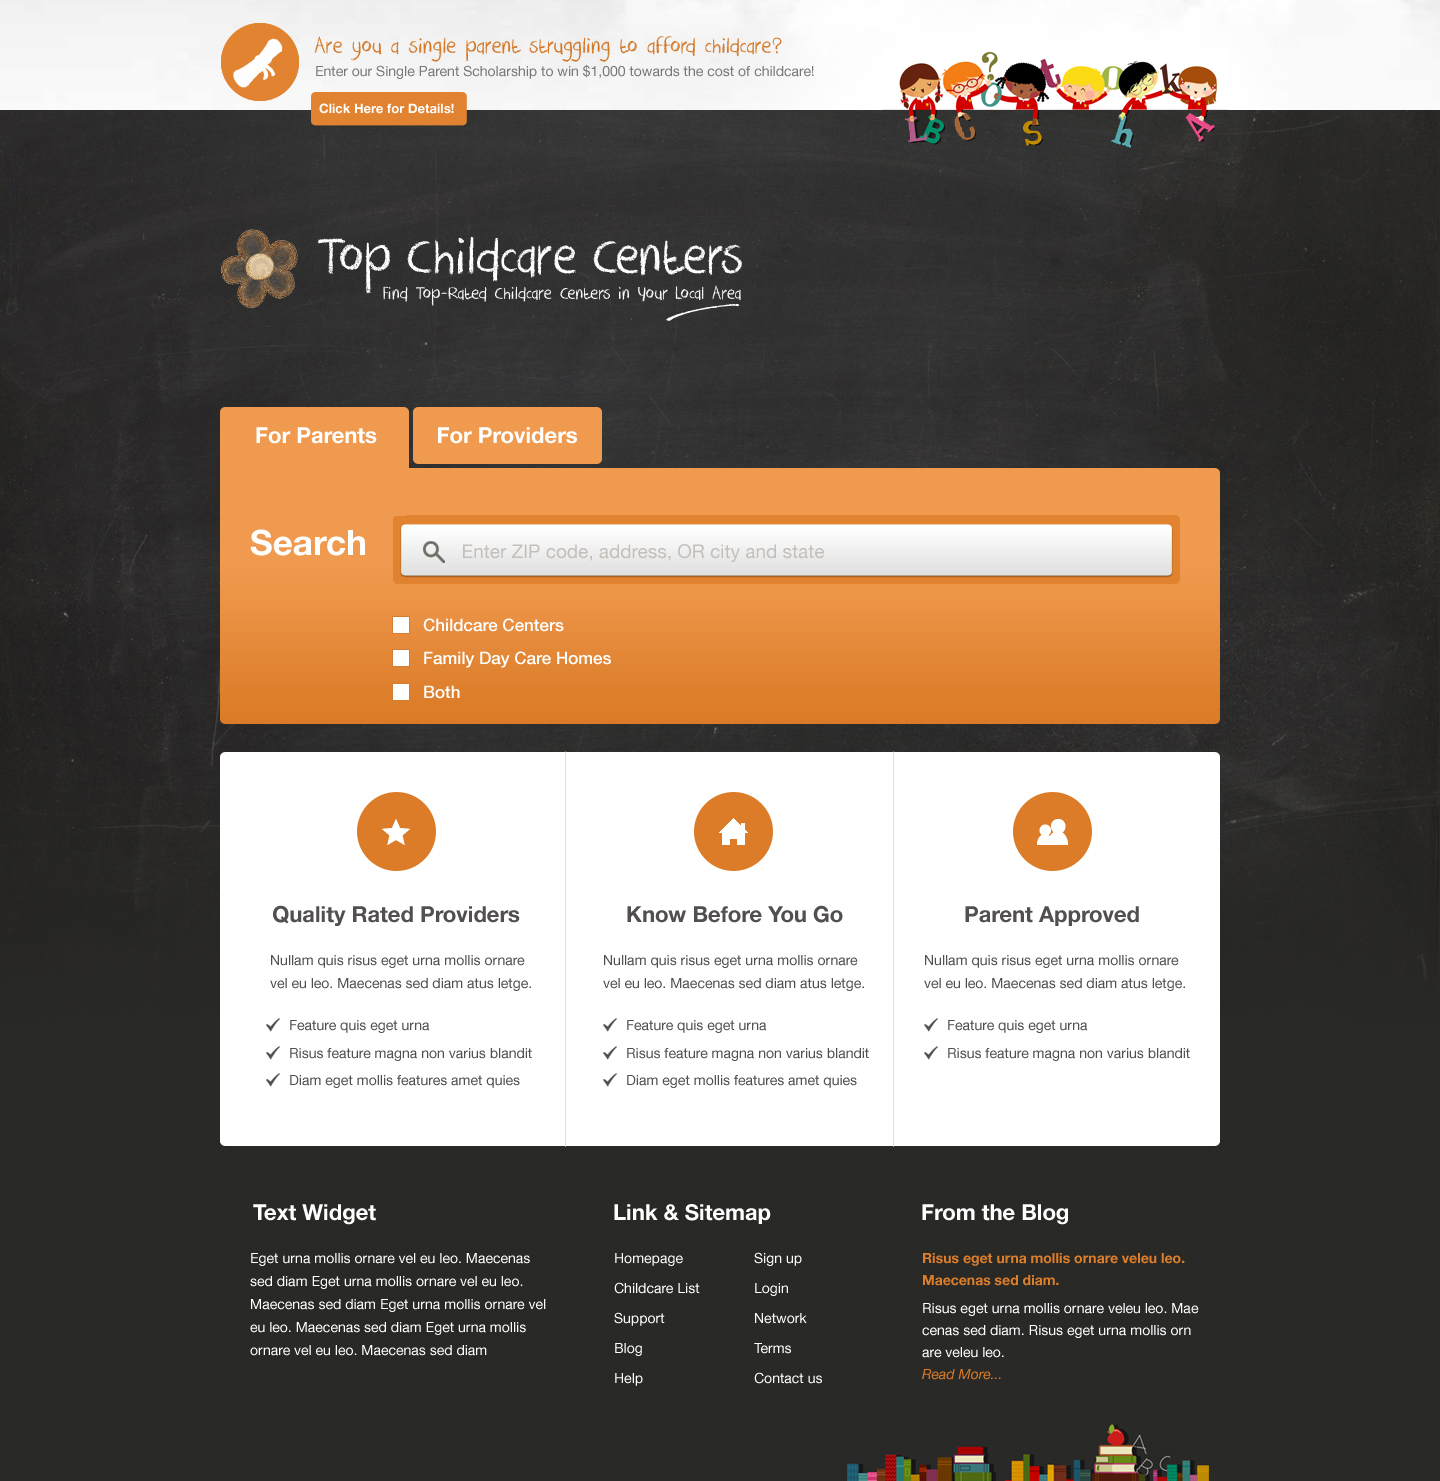 Are you a single parent struggling to afford childcare?
Enter our Single Parent Scholarship to win $1,000 towards the cost of childcare!
Click Here for Details!
? o t o k
L B C S h A
Top Childcare Centers
Find Top-Rated Childcare Centers in Your Local Area
For Parents
For Providers
Search
Enter ZIP code, address, OR city and state
Childcare Centers
Family Day Care Homes
Both
Quality Rated Providers
Nullam quis risus eget urna mollis ornare
vel eu leo. Maecenas sed diam atus letge.
Feature quis eget urna
Risus feature magna non varius blandit
Diam eget mollis features amet quies
Know Before You Go
Nullam quis risus eget urna mollis ornare
vel eu leo. Maecenas sed diam atus letge.
Feature quis eget urna
Risus feature magna non varius blandit
Diam eget mollis features amet quies
Parent Approved
Nullam quis risus eget urna mollis ornare
vel eu leo. Maecenas sed diam atus letge.
Feature quis eget urna
Risus feature magna non varius blandit
Text Widget
Eget urna mollis ornare vel eu leo. Maecenas
sed diam Eget urna mollis ornare vel eu leo.
Maecenas sed diam Eget urna mollis ornare vel
eu leo. Maecenas sed diam Eget urna mollis
ornare vel eu leo. Maecenas sed diam
Link & Sitemap
Homepage
Childcare List
Support
Blog
Help
Sign up
Login
Network
Terms
Contact us
From the Blog
Risus eget urna mollis ornare veleu leo.
Maecenas sed diam.
Risus eget urna mollis ornare veleu leo. Mae
cenas sed diam. Risus eget urna mollis orn
are veleu leo.
Read More...
A
B C